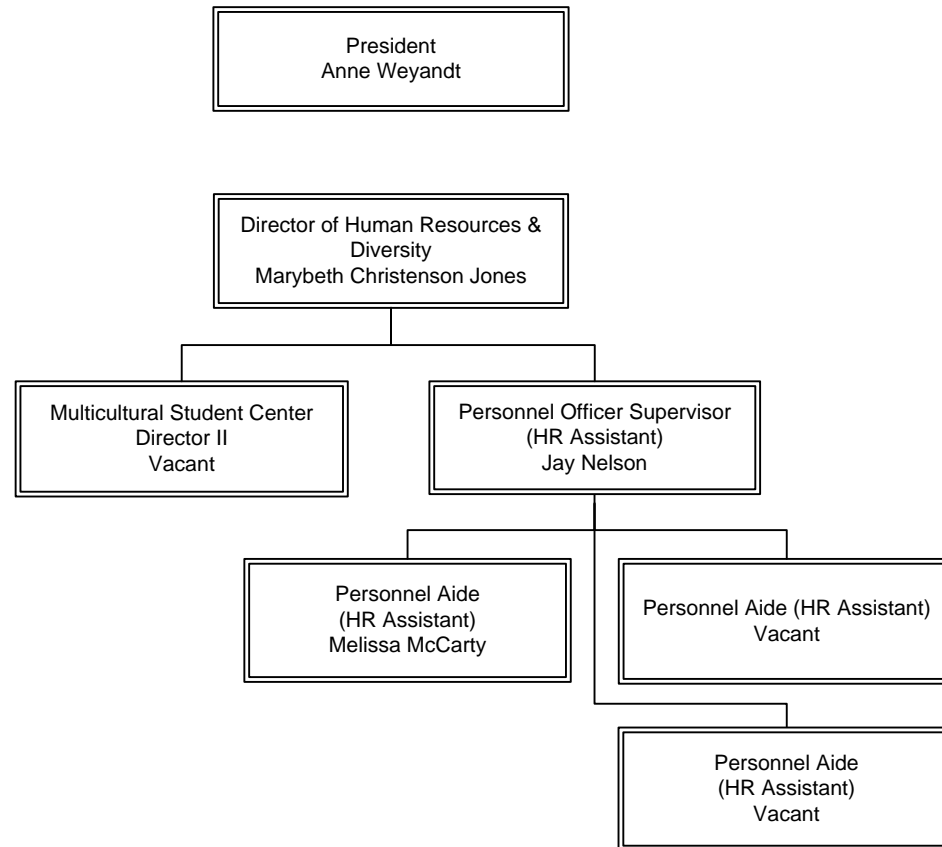 President
Anne Weyandt
Director of Human Resources &
Diversity
Marybeth Christenson Jones
Multicultural Student Center
Director II
Vacant
Personnel Officer Supervisor
(HR Assistant)
Jay Nelson
Personnel Aide
(HR Assistant)
Melissa McCarty
Personnel Aide (HR Assistant)
Vacant
Personnel Aide
(HR Assistant)
Vacant